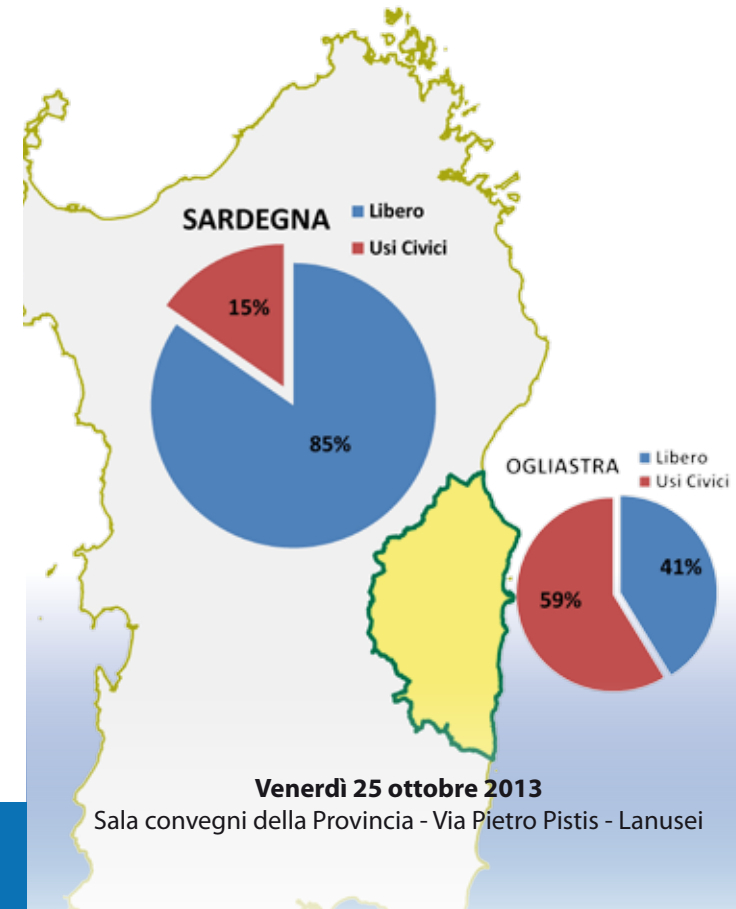 SARDEGNA
Libero
Usi Civici
15%
85%
OGLIASTRA
Libero
Usi Civici
41%
59%
Venerdì 25 ottobre 2013
Sala convegni della Provincia - Via Pietro Pistis - Lanusei